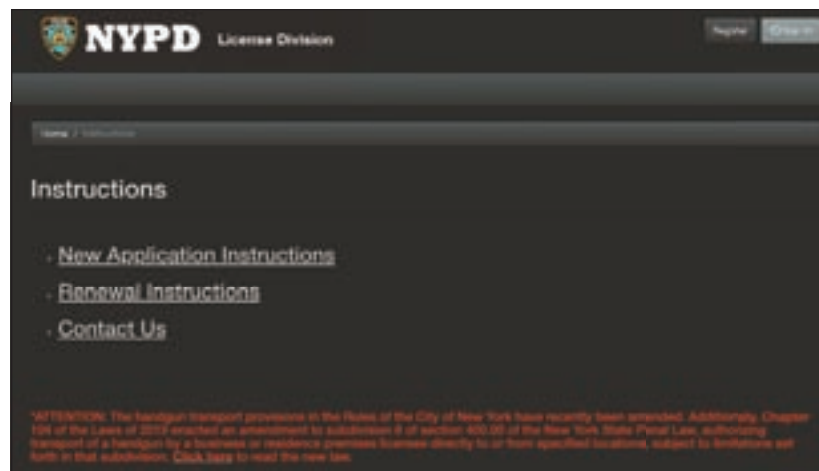 NYPD License Division
Register
Home / Instructions
Instructions
New Application Instructions
Renewal Instructions
Contact Us
*ATTENTION: The handgun transport provisions in the Rules of the City of New York have recently been amended. Additionally, Chapter
104 of the Laws of 2019 enacted an amendment to subdivision 6 of section 400.00 of the New York State Penal Law, authorizing
transport of a handgun by a business or residence premises licensee directly to or from specified locations, subject to limitations set
forth in that subdivision. Click here to read the new law.